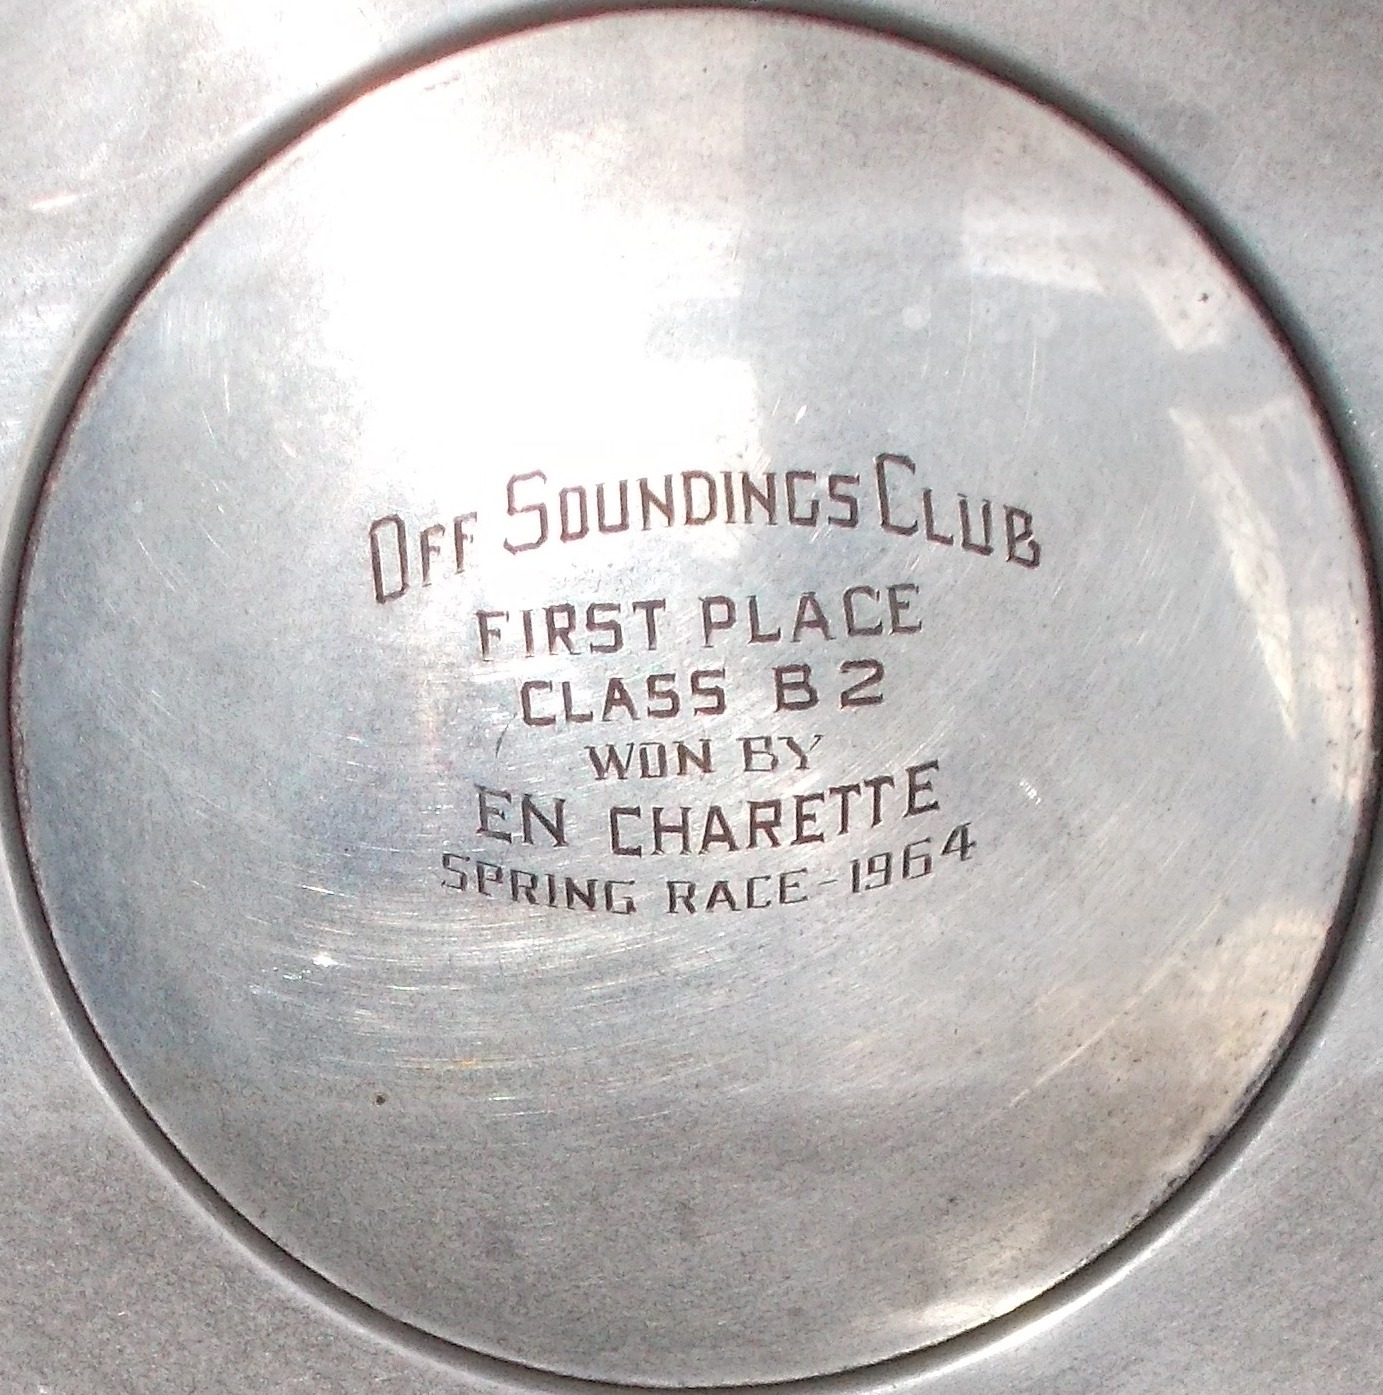 OFF SOUNDINGS CLUB
FIRST PLACE
CLASS B2
WON BY
EN CHARETTE
SPRING RACE-1964